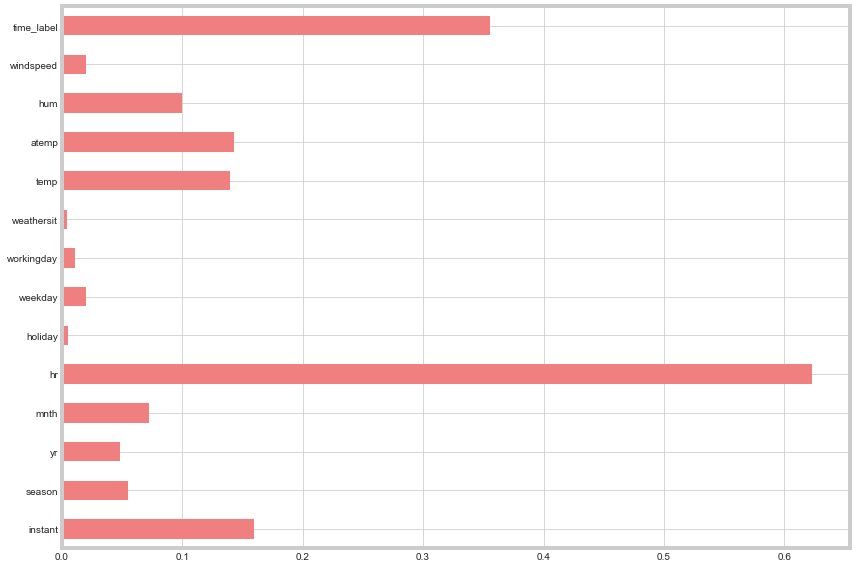 time_label
windspeed
hum
atemp
temp
weathersit
workingday
weekday
holiday
hr
mnth
yr
season
instant
0.0 0.1 0.2 0.3 0.4 0.5 0.6